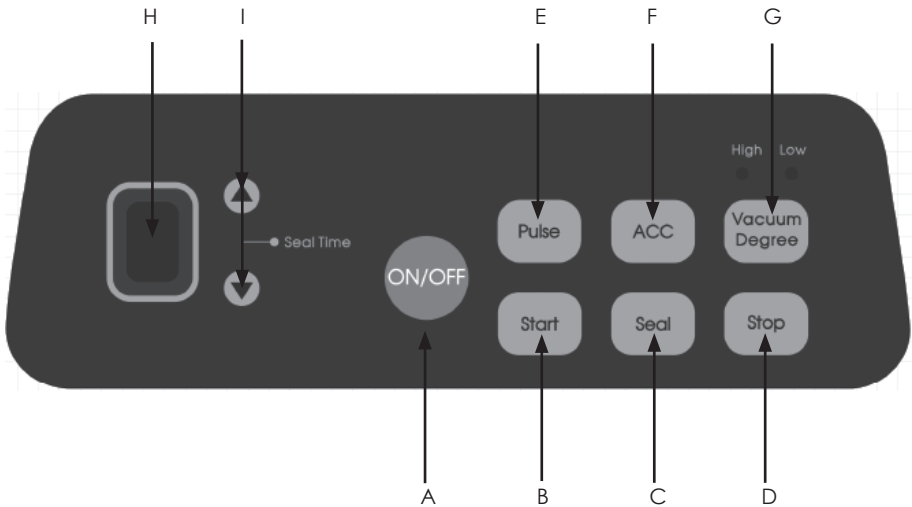 H I E F G
High Low
Pulse ACC Vacuum
Degree
Seal Time
ON/OFF
Start Seal Stop
A B C D